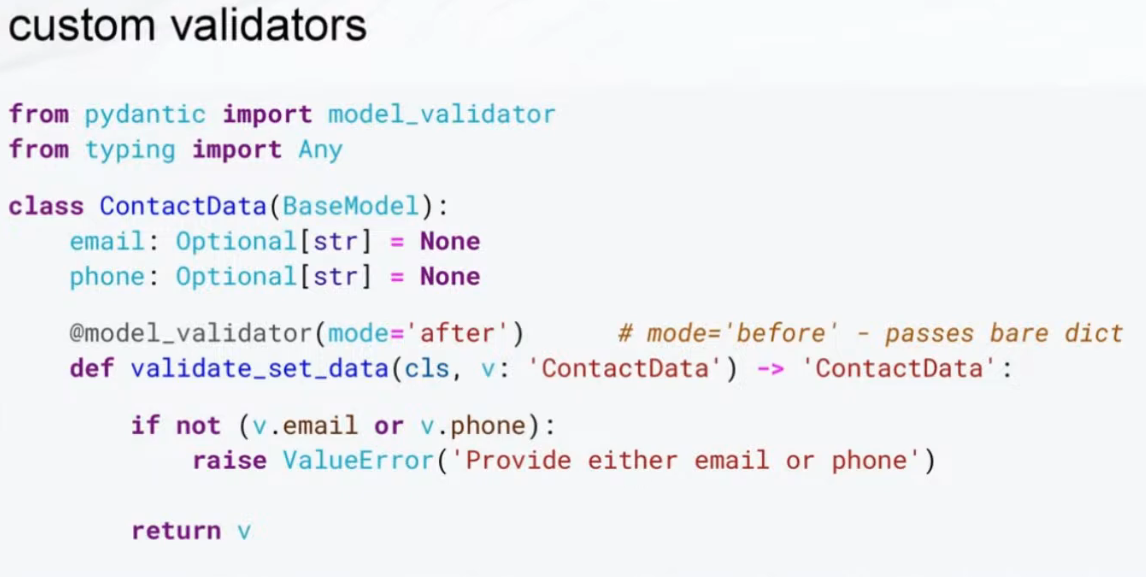 custom validators
from pydantic import model_validator
from typing import Any
class ContactData(BaseModel):
    email: Optional[str] = None
    phone: Optional[str] = None
    @model_validator(mode='after')      # mode='before' - passes bare dict
    def validate_set_data(cls, v: 'ContactData') -> 'ContactData':
        if not (v.email or v.phone):
            raise ValueError('Provide either email or phone')
        return v